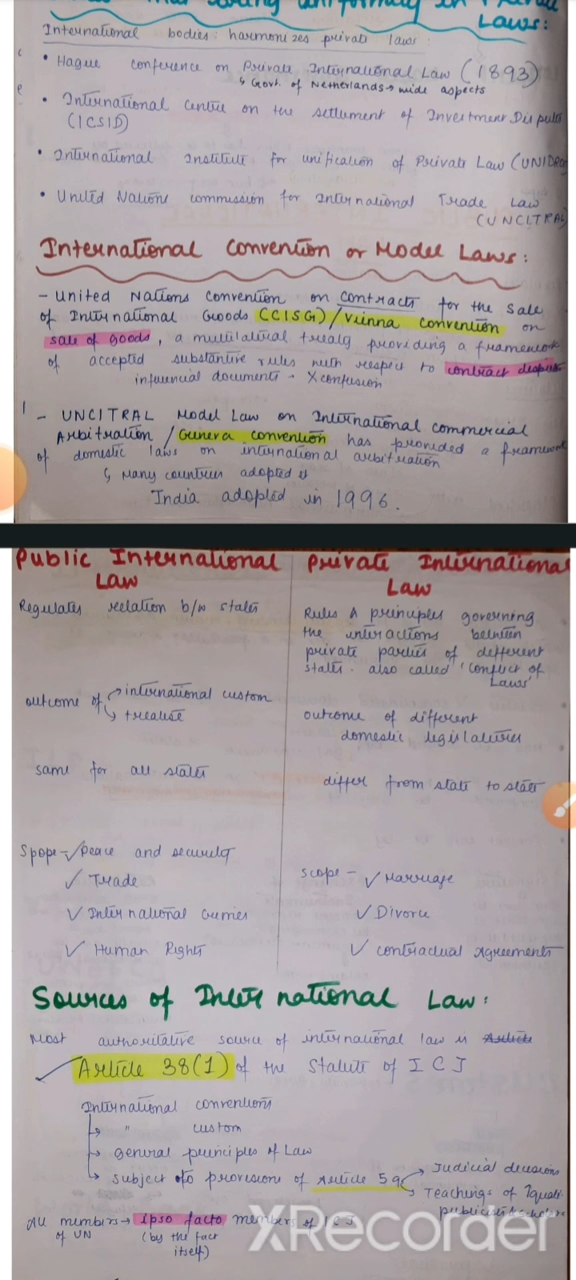 Laws:
International bodies: harmonizes private laws:
• Hague conference on Private International Law (1893)
↳ Govt. of Netherlands → wide aspects
• International Centre on the settlement of Investment Disputes
(ICSID)
• International Institute for unification of Private Law (UNIDROI
• United Nations commission for International Trade Law
(UNCITRAL)
International Convention or Model Laws:
- United Nations Convention on contracts for the Sale
of International Goods (CCISG) / Vienna convention on
sale of goods, a multilateral treaty providing a framework
of accepted substantive rules with respect to contract disputes
influencial documents - X confusion
- UNCITRAL Model Law on International commercial
Arbitration / Geneva convention has provided a framework
of domestic laws on international arbitration
↳ Many countries adopted it
India adopted in 1996.
Public International Law
Private International Law
Regulates relation b/w states
Rules & principles governing
the interactions between
private parties of different
states. also called 'conflict of
Laws'
outcome of → international custom
↳ treatise
outcome of different
domestic legislatures
same for all states
differ from state to state
Spope - ✓ Peace and security
✓ Trade
✓ International Crimes
✓ Human Rights
Scope - ✓ Marriage
✓ Divorce
✓ contractual Agreements
Sources of International Law:
Most authoritative source of international law is Article
✓ Article 38(1) of the Statute of ICJ
International conventions
↳ " custom
↳ general principles of Law
↳ subject to provisions of Article 59 → Judicial decisions
→ Teachings of
All members → Ipso facto members of ICJ
of UN (by the fact
itself)
XRecorder